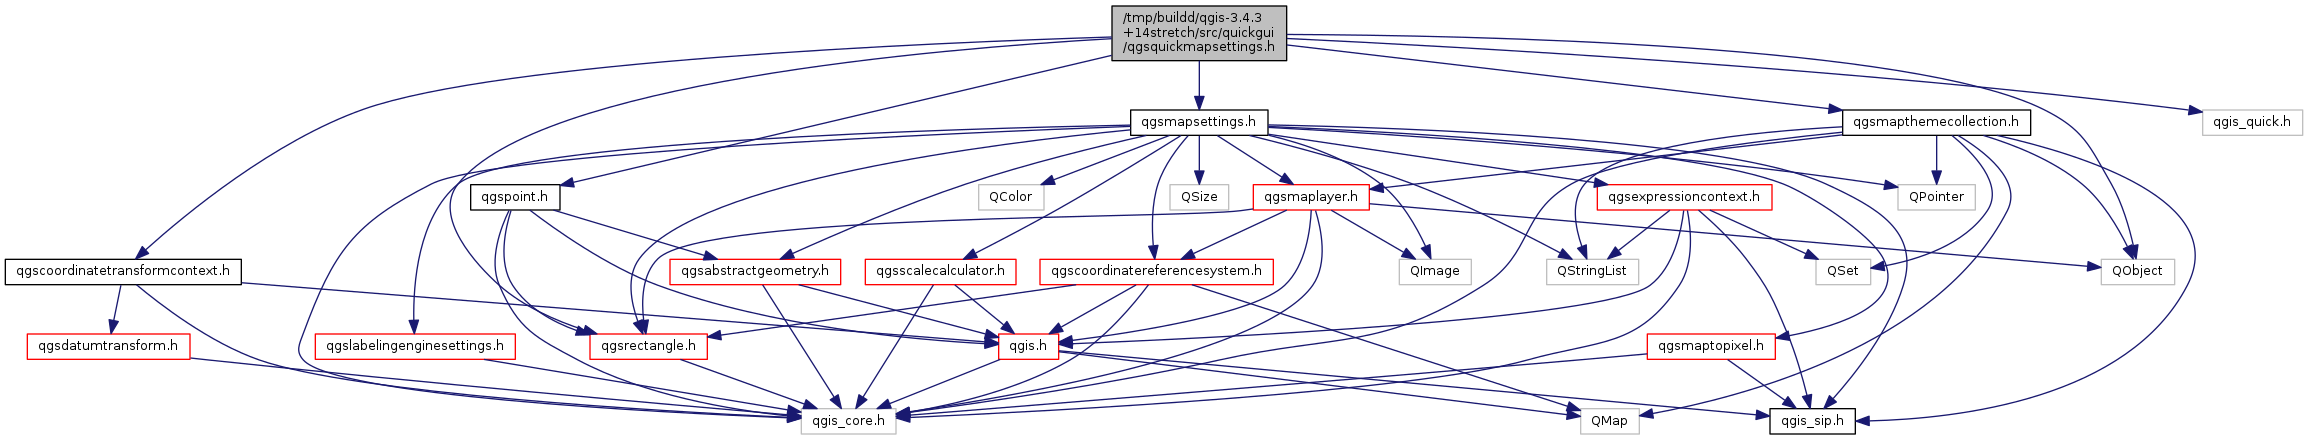 /tmp/buildd/qgis-3.4.3
+14stretch/src/quickgui
/qgsquickmapsettings.h
qgsmapsettings.h
qgsmapthemecollection.h
qgis_quick.h
qgspoint.h
QColor
QSize
qgsmaplayer.h
qgsexpressioncontext.h
QPointer
qgscoordinatetransformcontext.h
qgsabstractgeometry.h
qgsscalecalculator.h
qgscoordinatereferencesystem.h
QImage
QStringList
QSet
QObject
qgsdatumtransform.h
qgslabelingenginesettings.h
qgsrectangle.h
qgis.h
qgsmaptopixel.h
qgis_core.h
QMap
qgis_sip.h